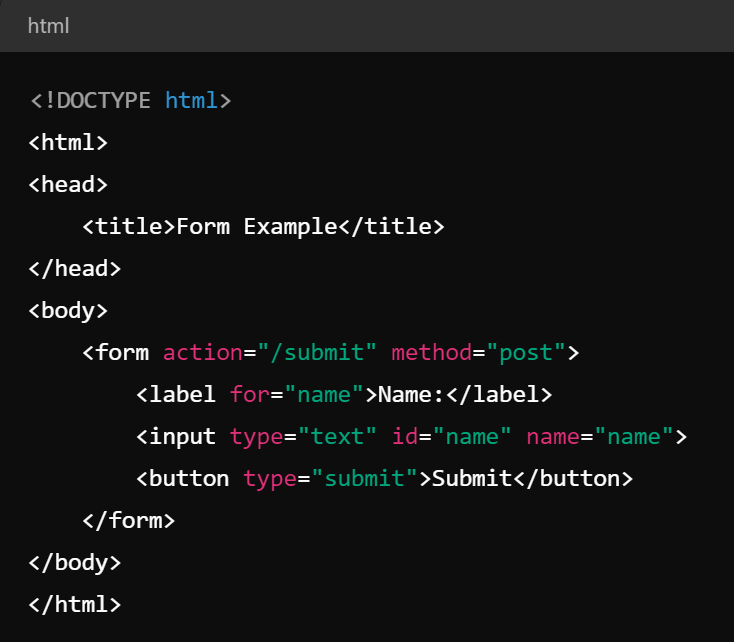 html
<!DOCTYPE html>
<html>
<head>
    <title>Form Example</title>
</head>
<body>
    <form action="/submit" method="post">
        <label for="name">Name:</label>
        <input type="text" id="name" name="name">
        <button type="submit">Submit</button>
    </form>
</body>
</html>